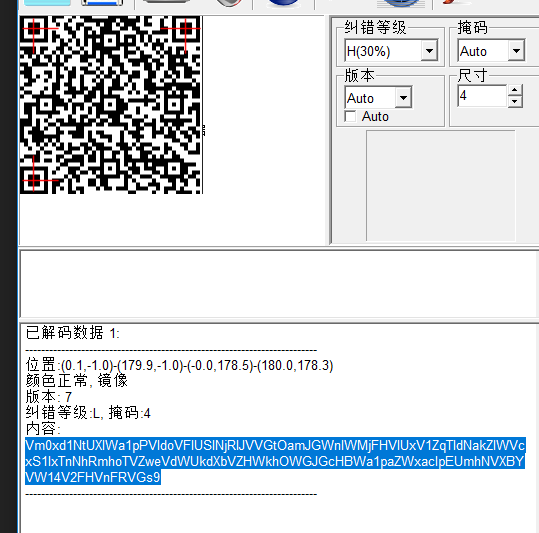 纠错等级
掩码
H(30%)
Auto
版本
尺寸
Auto
4
Auto
已解码数据 1:
位置:(0.1,-1.0)-(179.9,-1.0)-(-0.0,178.5)-(180.0,178.3)
颜色正常, 镜像
版本: 7
纠错等级:L, 掩码:4
内容:
Vm0xd1NtUXlWa1pPVldoVFlUSlNjRlJVVGtOamJGWnlWMjFHVlUxV1ZqTldNakZlWVc
xS1IxTnNhRmhoTVZweVdWUkdXbVZHWkhOWGJGcHBWa1paZWxaclpEUmhNVXBY
VW14V2FHVnFRVGs9